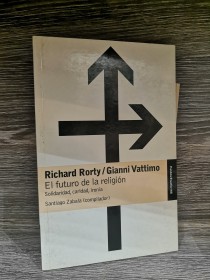 Richard Rorty / Gianni Vattimo
El futuro de la religión
Solidaridad, caridad, ironía
Santiago Zabala (compilador)